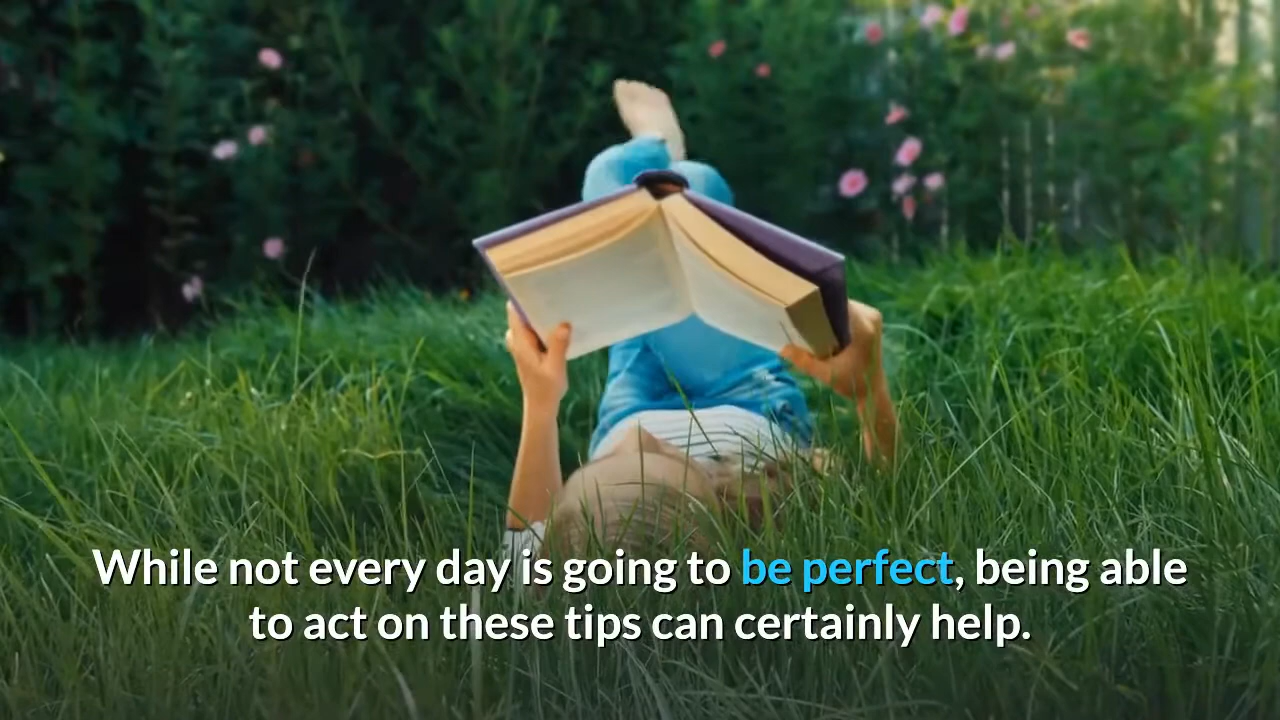 While not every day is going to be perfect, being able
to act on these tips can certainly help.